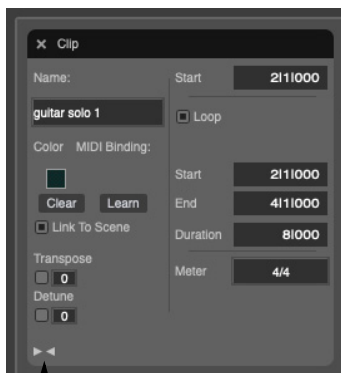 × Clip
Name:
guitar solo 1
Color MIDI Binding:
Clear Learn
Link To Scene
Transpose
0
Detune
0
Start 2|1|000
Loop
Start 2|1|000
End 4|1|000
Duration 8|000
Meter 4/4